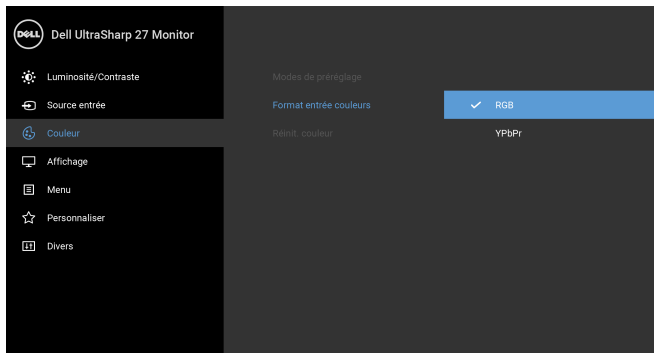 DELL Dell UltraSharp 27 Monitor
Luminosité/Contraste
Modes de préréglage
Source entrée
Format entrée couleurs
RGB
Couleur
Réinit. couleur
YPbPr
Affichage
Menu
Personnaliser
Divers